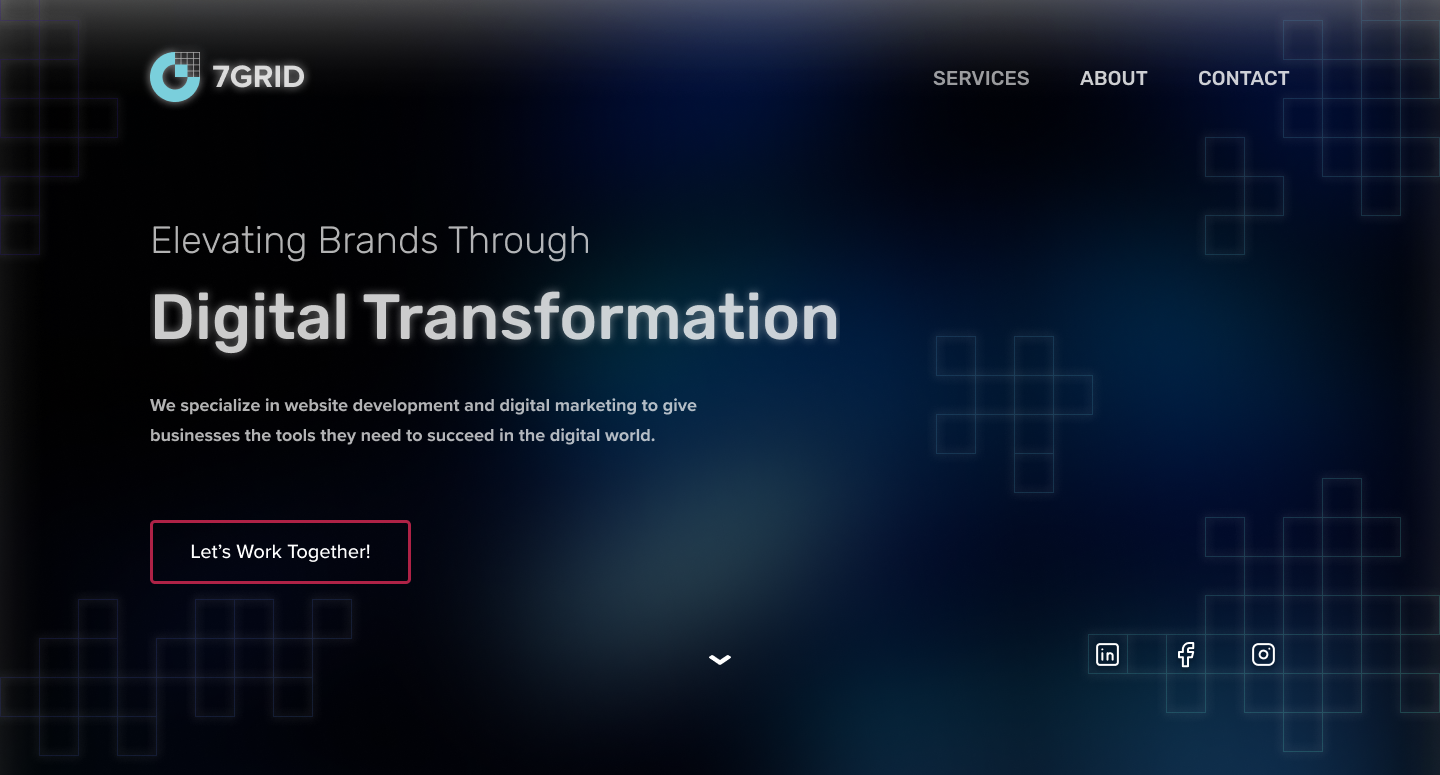 7GRID
SERVICES ABOUT CONTACT
Elevating Brands Through
Digital Transformation
We specialize in website development and digital marketing to give
businesses the tools they need to succeed in the digital world.
Let’s Work Together!